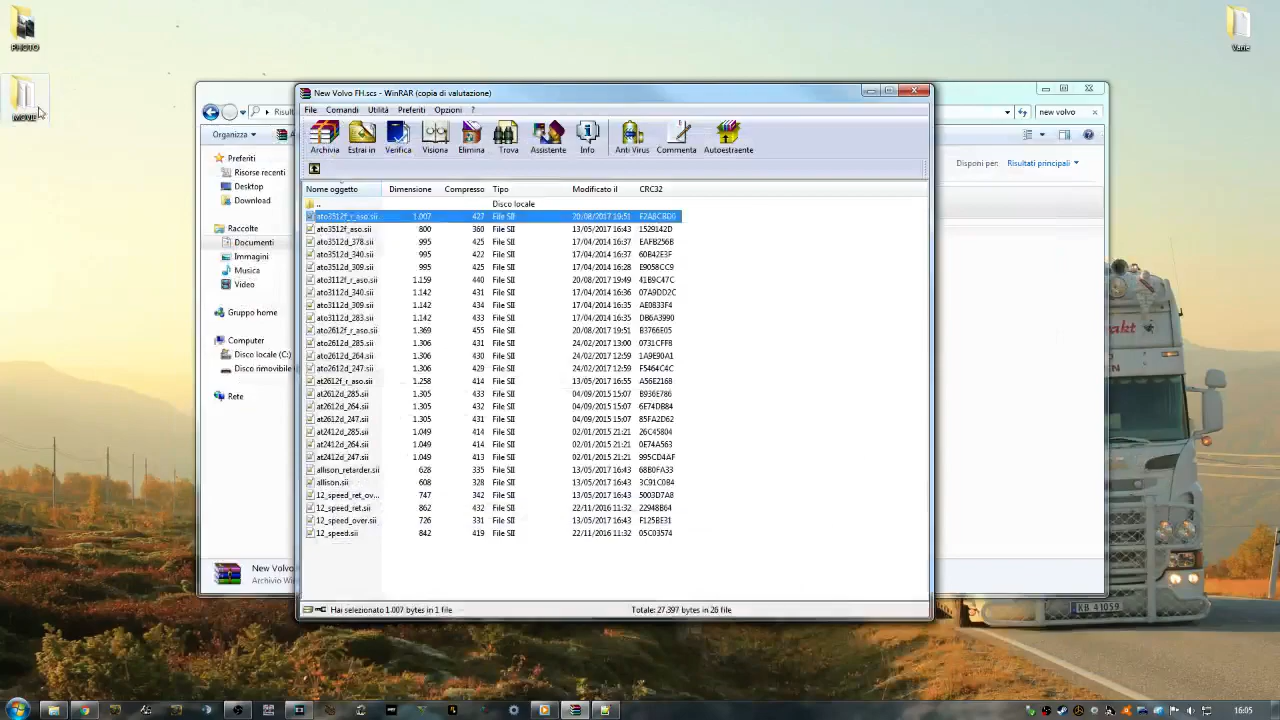 PHOTO
MOVIE
Varie
New Volvo FH.scs - WinRAR (copia di valutazione)
File Comandi Utilità Preferiti Opzioni ?
Archivia Estrai in Verifica Visiona Elimina Trova Assistente Info Anti Virus Commenta Autoestraente
new volvo
Organizza
Disponi per: Risultati principali
Preferiti
Risorse recenti
Desktop
Download
Raccolte
Documenti
Immagini
Musica
Video
Gruppo home
Computer
Disco locale (C:)
Disco rimovibile
Rete
Nome oggetto Dimensione Compresso Tipo Modificato il CRC32
.. Disco locale
ato3512f_r_aso.sii 1.007 427 File SII 20/08/2017 19:51 F2A8CBD0
ato3512f_aso.sii 800 360 File SII 13/05/2017 16:43 1529142D
ato3512d_378.sii 995 425 File SII 17/04/2014 16:37 EAFB256B
ato3512d_340.sii 995 422 File SII 17/04/2014 16:37 60B42E3F
ato3512d_309.sii 995 425 File SII 17/04/2014 16:28 E9058CC9
ato3112f_r_aso.sii 1.159 440 File SII 20/08/2017 19:49 41B9C47C
ato3112d_340.sii 1.142 431 File SII 17/04/2014 16:36 07A9DD2C
ato3112d_309.sii 1.142 434 File SII 17/04/2014 16:35 AE0833F4
ato3112d_283.sii 1.142 433 File SII 17/04/2014 16:35 DB6A3990
ato2612f_r_aso.sii 1.369 455 File SII 20/08/2017 19:51 B3766E05
ato2612d_285.sii 1.306 431 File SII 24/02/2017 13:00 0731CFF8
ato2612d_264.sii 1.306 430 File SII 24/02/2017 12:59 1A9E90A1
ato2612d_247.sii 1.306 429 File SII 24/02/2017 12:59 F5464C4C
at2612f_r_aso.sii 1.258 414 File SII 13/05/2017 16:55 A56E2168
at2612d_285.sii 1.305 433 File SII 04/09/2015 15:07 B936E786
at2612d_264.sii 1.305 432 File SII 04/09/2015 15:07 6E74DB84
at2612d_247.sii 1.305 431 File SII 04/09/2015 15:07 85FA2D62
at2412d_285.sii 1.049 414 File SII 02/01/2015 21:21 26C45804
at2412d_264.sii 1.049 414 File SII 02/01/2015 21:21 0E74A563
at2412d_247.sii 1.049 413 File SII 02/01/2015 21:21 995CD4AF
allison_retarder.sii 628 335 File SII 13/05/2017 16:43 68B0FA33
allison.sii 608 328 File SII 13/05/2017 16:43 3C91C0B4
12_speed_ret_ov... 747 342 File SII 13/05/2017 16:43 5003D7A8
12_speed_ret.sii 862 432 File SII 22/11/2016 11:32 22948B64
12_speed_over.sii 726 331 File SII 13/05/2017 16:43 F125BE31
12_speed.sii 842 419 File SII 22/11/2016 11:32 05C03574
New Volvo
Archivio Win
Hai selezionato 1.007 bytes in 1 file
Totale: 27.397 bytes in 26 file
KB 41059
16:05